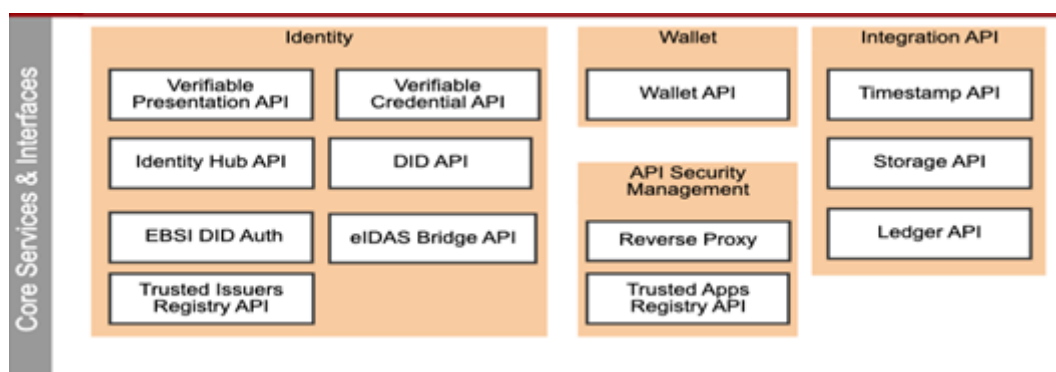 Core Services & Interfaces
Identity
Verifiable
Presentation API
Verifiable
Credential API
Identity Hub API
DID API
EBSI DID Auth
eIDAS Bridge API
Trusted Issuers
Registry API
Wallet
Wallet API
API Security
Management
Reverse Proxy
Trusted Apps
Registry API
Integration API
Timestamp API
Storage API
Ledger API